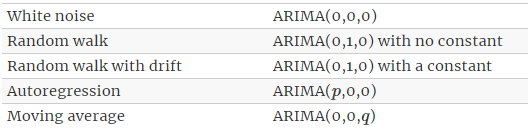 White noise ARIMA(0,0,0)
Random walk ARIMA(0,1,0) with no constant
Random walk with drift ARIMA(0,1,0) with a constant
Autoregression ARIMA(p,0,0)
Moving average ARIMA(0,0,q)